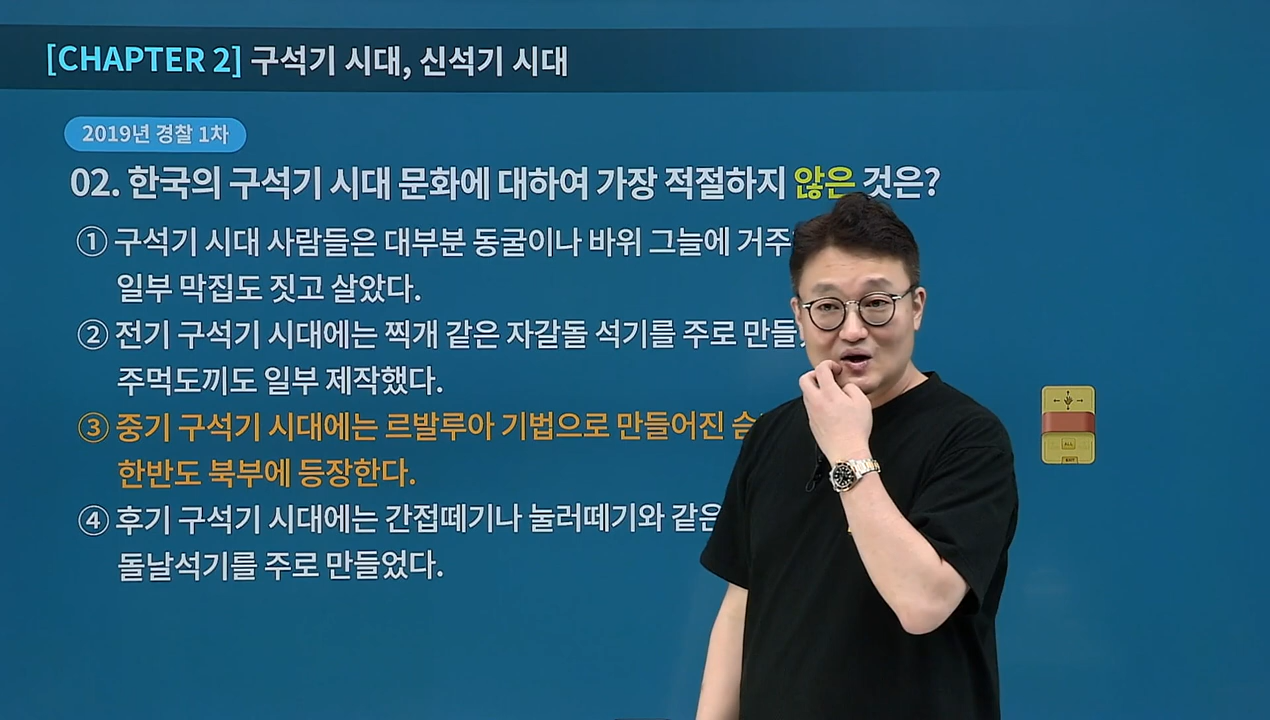 [CHAPTER 2] 구석기 시대, 신석기 시대
2019년 경찰 1차
02. 한국의 구석기 시대 문화에 대하여 가장 적절하지 않은 것은?
① 구석기 시대 사람들은 대부분 동굴이나 바위 그늘에
일부 막집도 짓고 살았다.
② 전기 구석기 시대에는 찍개 같은 자갈돌 석기를 주로
주먹도끼도 일부 제작했다.
③ 중기 구석기 시대에는 르발루아 기법으로 만들어진
한반도 북부에 등장한다.
④ 후기 구석기 시대에는 간접떼기나 눌러떼기와 같은
돌날석기를 주로 만들었다.
ALL